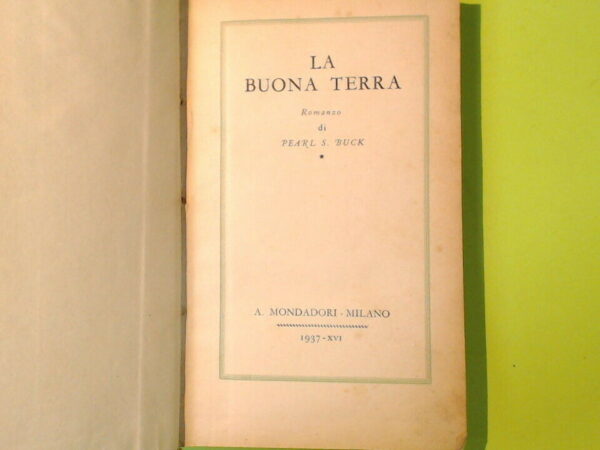 LA
BUONA TERRA
Romanzo
di
PEARL S. BUCK
*
A. MONDADORI - MILANO
1937-XVI